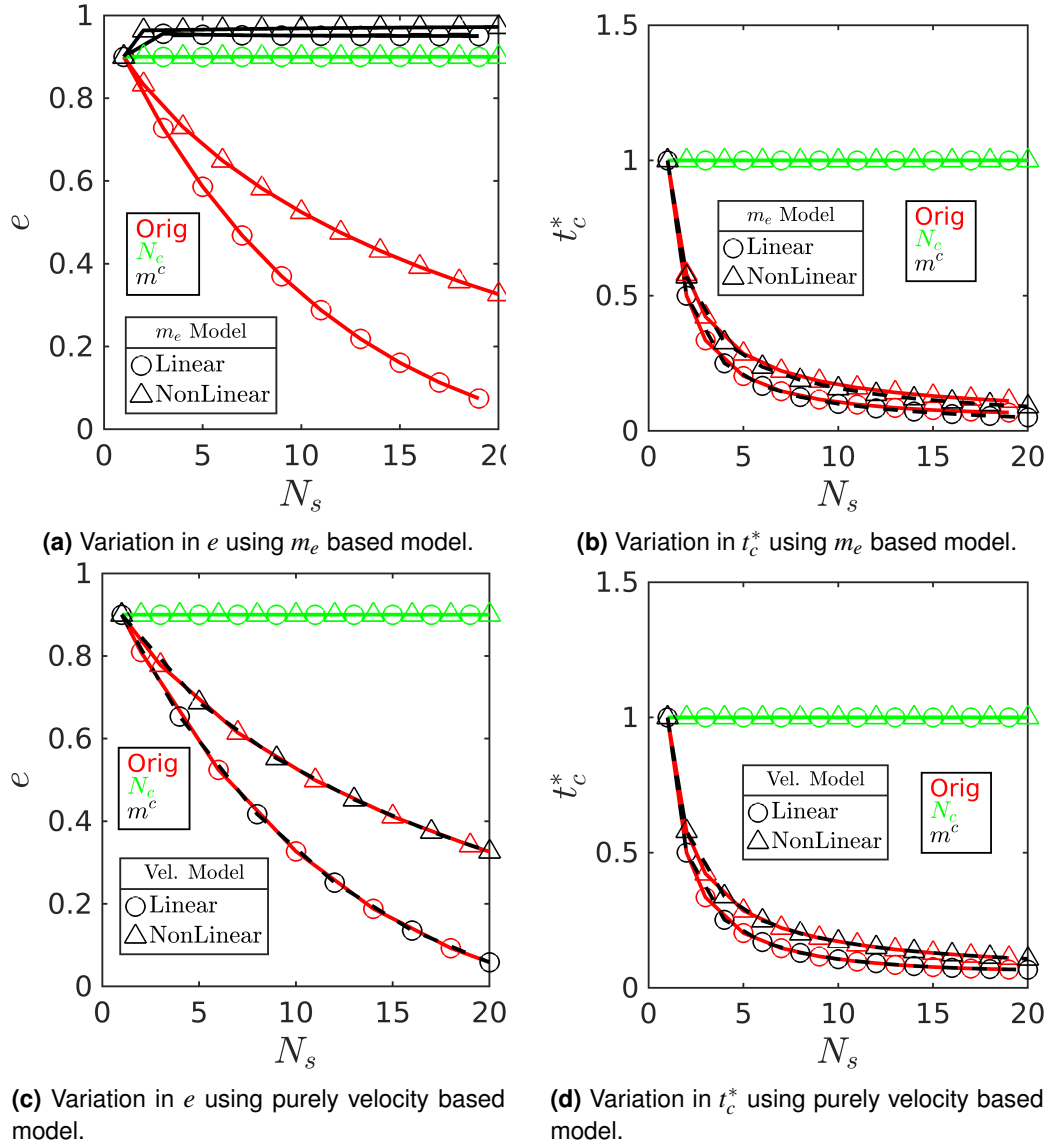 1
0.8
0.6
0.4
0.2
0
e
Orig
N_c
m^c
m_e Model
Linear
NonLinear
5 10 15 20
N_s
(a) Variation in e using m_e based model.
1.5
1
0.5
0
t_c^*
m_e Model
Linear
NonLinear
Orig
N_c
m^c
0 5 10 15 20
N_s
(b) Variation in t_c^* using m_e based model.
1
0.8
0.6
0.4
0.2
0
e
Orig
N_c
m^c
Vel. Model
Linear
NonLinear
0 5 10 15 20
N_s
(c) Variation in e using purely velocity based
model.
1.5
1
0.5
0
t_c^*
Vel. Model
Linear
NonLinear
Orig
N_c
m^c
0 5 10 15 20
N_s
(d) Variation in t_c^* using purely velocity based
model.